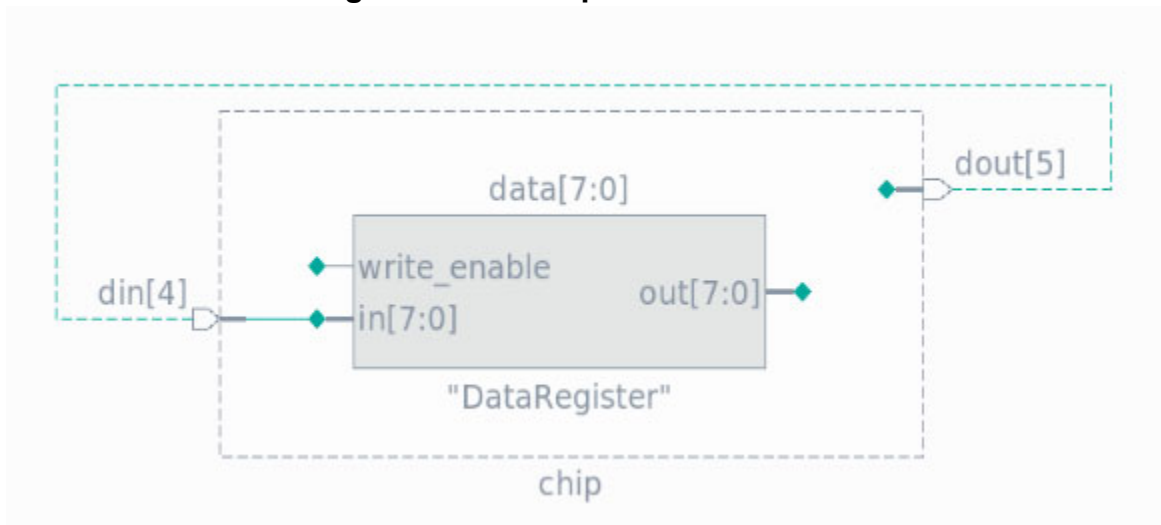 dout[5]
data[7:0]
write_enable
din[4]
out[7:0]
in[7:0]
"DataRegister"
chip